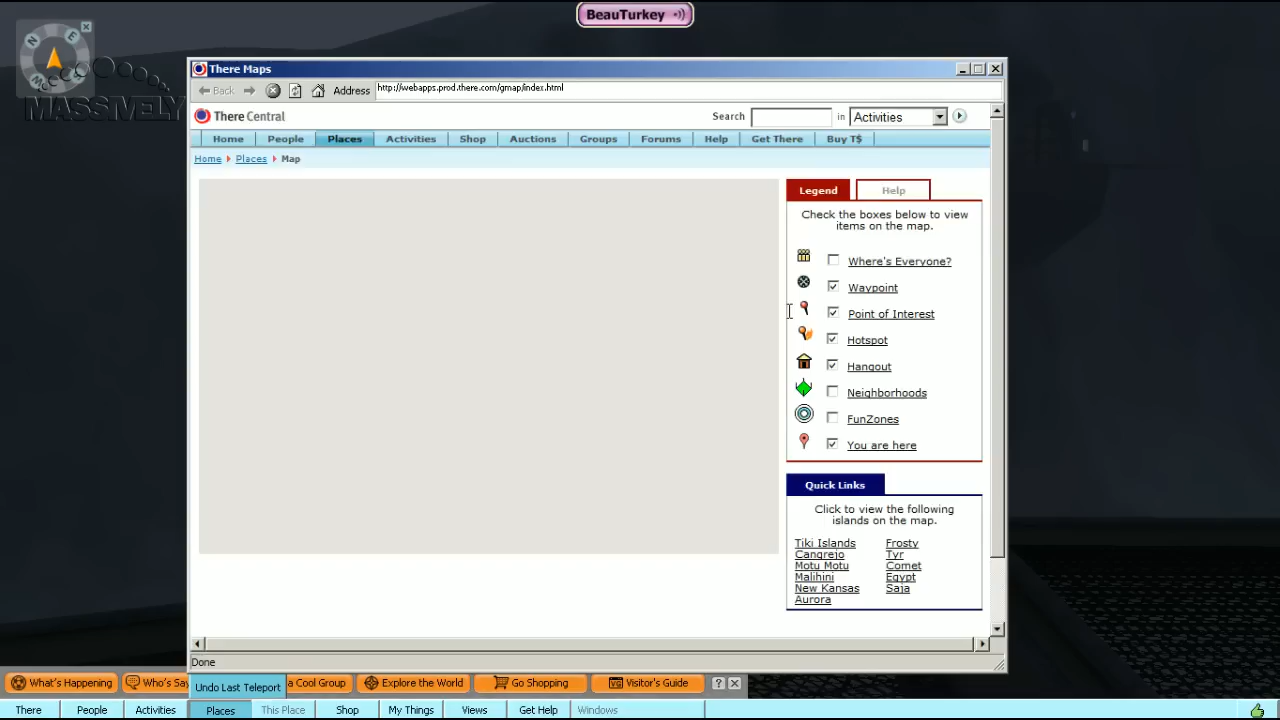 BeauTurkey
N E W
MASSIVELY
There Maps
Back Address http://webapps.prod.there.com/gmap/index.html
There Central Search in Activities
Home People Places Activities Shop Auctions Groups Forums Help Get There Buy T$
Home Places Map
Legend Help
Check the boxes below to view
items on the map.
Where's Everyone?
Waypoint
Point of Interest
Hotspot
Hangout
Neighborhoods
FunZones
You are here
Quick Links
Click to view the following
islands on the map.
Tiki Islands Frosty
Cangrejo Tyr
Motu Motu Comet
Malihini Egypt
New Kansas Saja
Aurora
Done
What's Happening Who's Say a Cool Group Explore the World Go Shopping VG Visitor's Guide ?
Undo Last Teleport
There People Activities Places This Place Shop My Things Views Get Help Windows